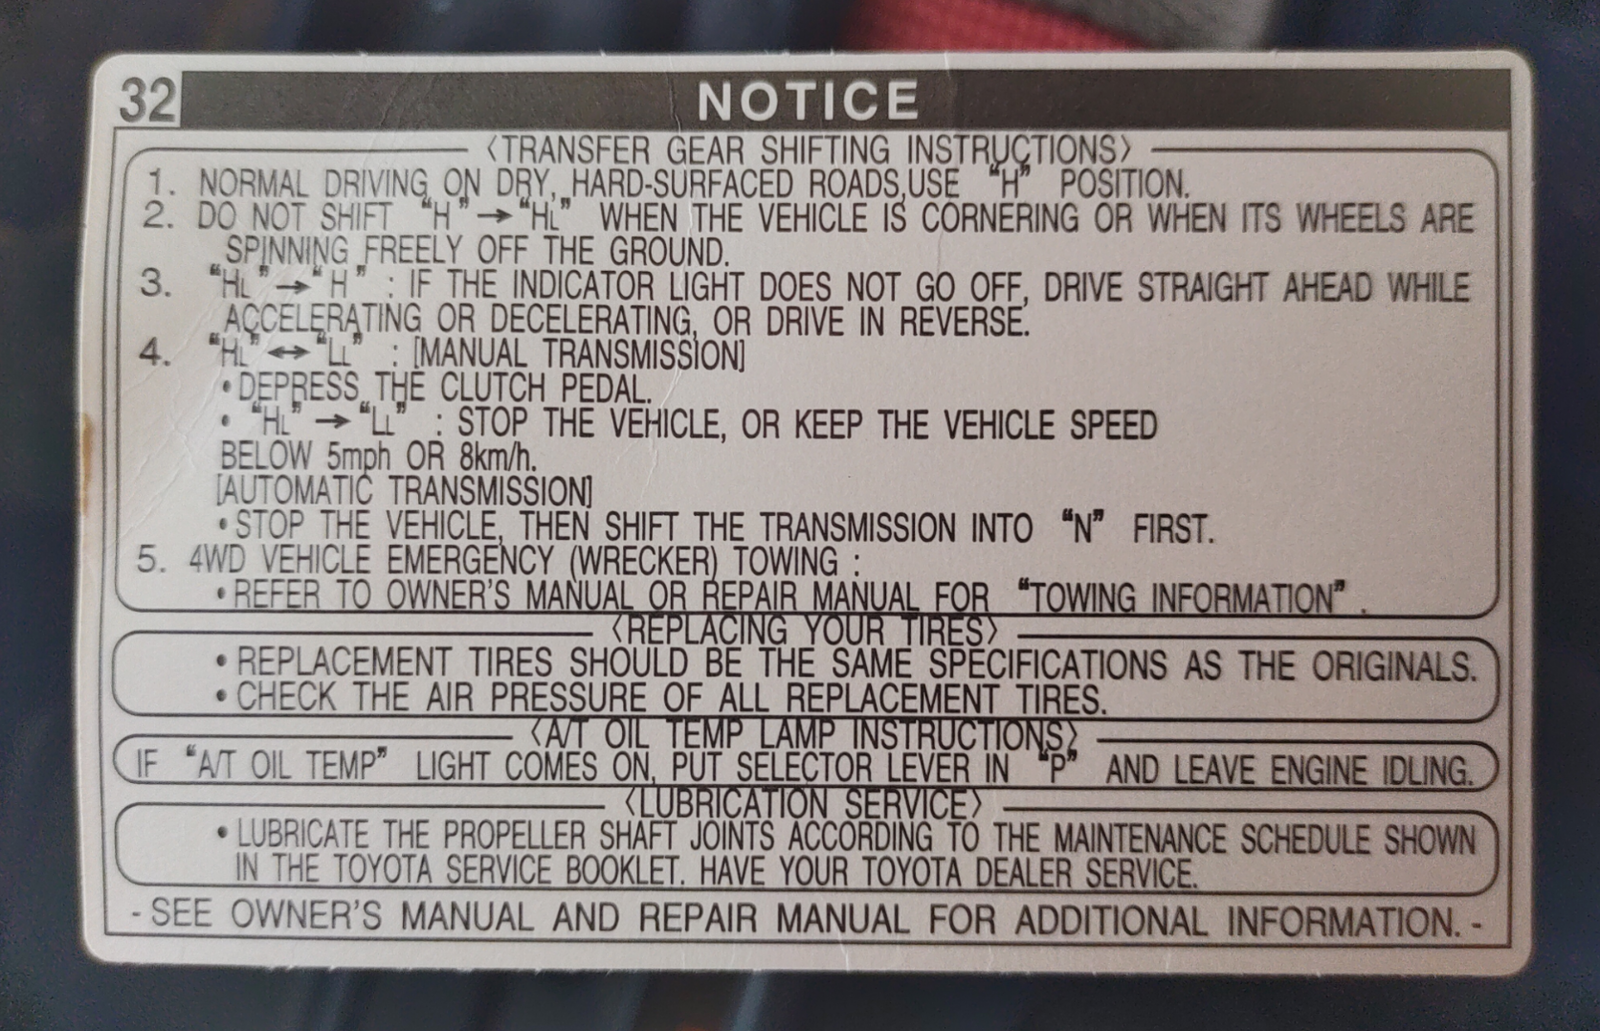 32 NOTICE
〈TRANSFER GEAR SHIFTING INSTRUCTIONS〉
1. NORMAL DRIVING ON DRY, HARD-SURFACED ROADS,USE “H” POSITION.
2. DO NOT SHIFT “H”→“HL” WHEN THE VEHICLE IS CORNERING OR WHEN ITS WHEELS ARE
SPINNING FREELY OFF THE GROUND.
3. “HL”→“H” : IF THE INDICATOR LIGHT DOES NOT GO OFF, DRIVE STRAIGHT AHEAD WHILE
ACCELERATING OR DECELERATING, OR DRIVE IN REVERSE.
4. “HL”↔“LL” : [MANUAL TRANSMISSION]
•DEPRESS THE CLUTCH PEDAL.
• “HL”→“LL” : STOP THE VEHICLE, OR KEEP THE VEHICLE SPEED
BELOW 5mph OR 8km/h.
[AUTOMATIC TRANSMISSION]
•STOP THE VEHICLE, THEN SHIFT THE TRANSMISSION INTO “N” FIRST.
5. 4WD VEHICLE EMERGENCY (WRECKER) TOWING :
•REFER TO OWNER'S MANUAL OR REPAIR MANUAL FOR “TOWING INFORMATION” .
〈REPLACING YOUR TIRES〉
•REPLACEMENT TIRES SHOULD BE THE SAME SPECIFICATIONS AS THE ORIGINALS.
•CHECK THE AIR PRESSURE OF ALL REPLACEMENT TIRES.
〈A/T OIL TEMP LAMP INSTRUCTIONS〉
IF “A/T OIL TEMP” LIGHT COMES ON, PUT SELECTOR LEVER IN “P” AND LEAVE ENGINE IDLING.
〈LUBRICATION SERVICE〉
•LUBRICATE THE PROPELLER SHAFT JOINTS ACCORDING TO THE MAINTENANCE SCHEDULE SHOWN
IN THE TOYOTA SERVICE BOOKLET. HAVE YOUR TOYOTA DEALER SERVICE.
- SEE OWNER'S MANUAL AND REPAIR MANUAL FOR ADDITIONAL INFORMATION. -